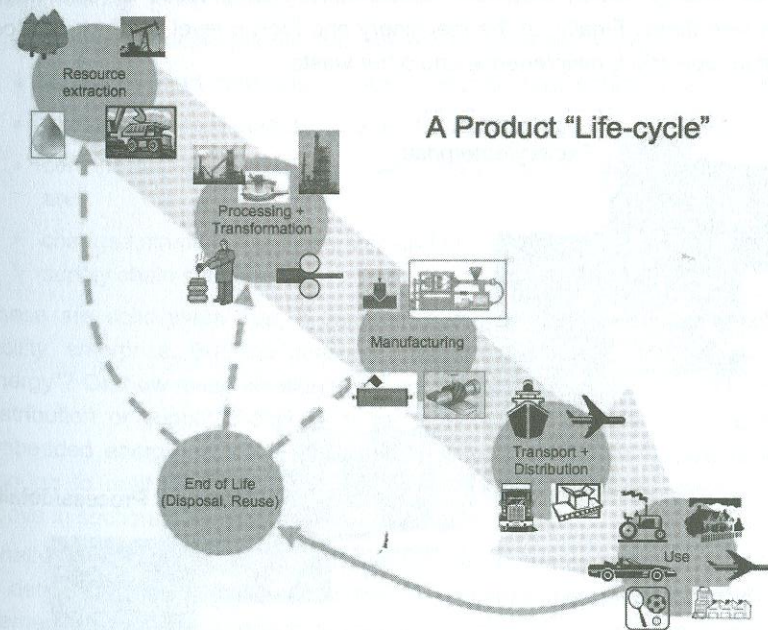 A Product “Life-cycle”
Resource
extraction
Processing +
Transformation
Manufacturing
Transport +
Distribution
End of Life
(Disposal, Reuse)
Use